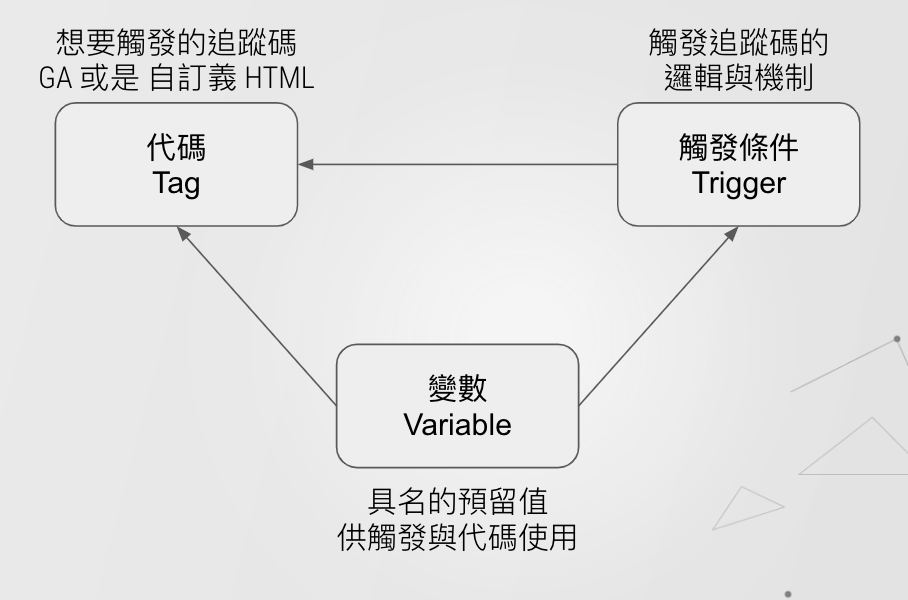 想要觸發的追蹤碼
GA 或是 自訂義 HTML
代碼
Tag
觸發追蹤碼的
邏輯與機制
觸發條件
Trigger
變數
Variable
具名的預留值
供觸發與代碼使用